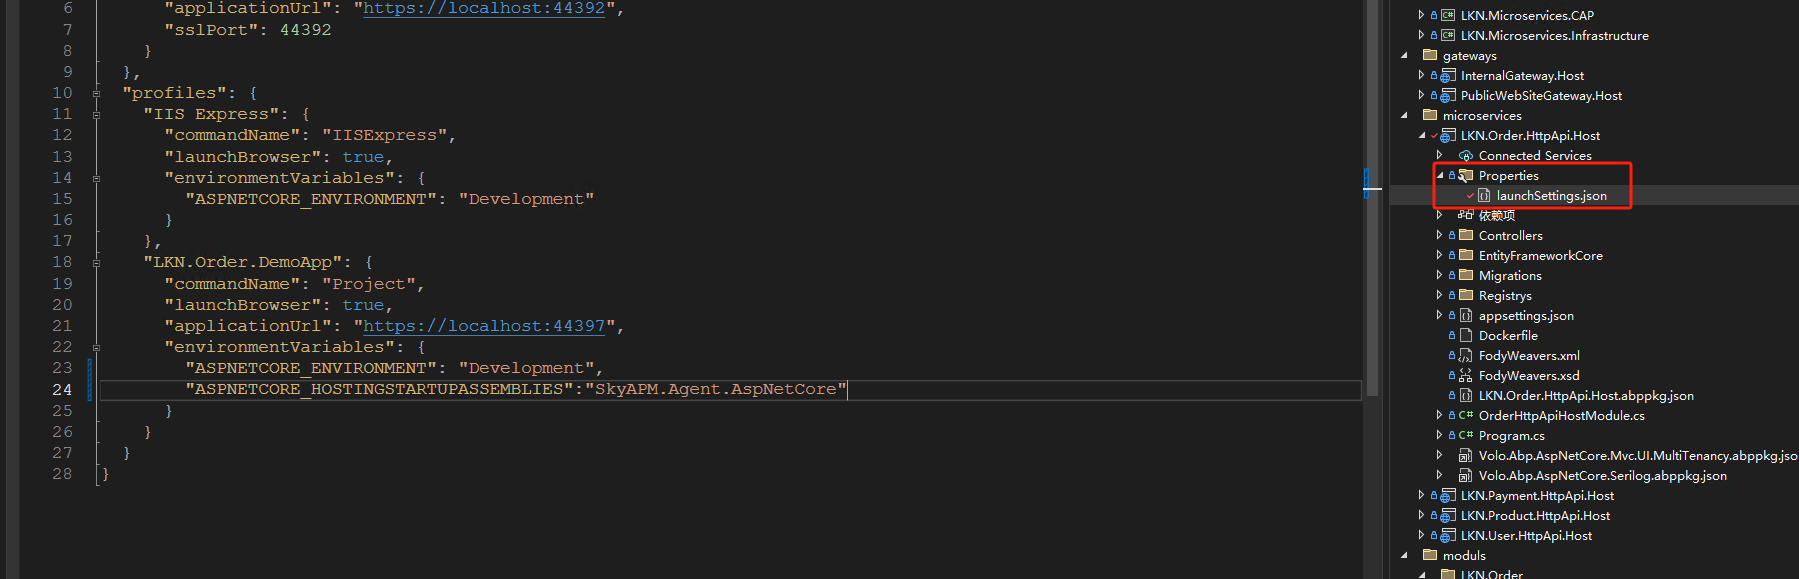 6 "applicationUrl": "https://localhost:44392",
7 "sslPort": 44392
8 }
9 },
10 "profiles": {
11 "IIS Express": {
12 "commandName": "IISExpress",
13 "launchBrowser": true,
14 "environmentVariables": {
15 "ASPNETCORE_ENVIRONMENT": "Development"
16 }
17 },
18 "LKN.Order.DemoApp": {
19 "commandName": "Project",
20 "launchBrowser": true,
21 "applicationUrl": "https://localhost:44397",
22 "environmentVariables": {
23 "ASPNETCORE_ENVIRONMENT": "Development",
24 "ASPNETCORE_HOSTINGSTARTUPASSEMBLIES":"SkyAPM.Agent.AspNetCore"
25 }
26 }
27 }
28 }
LKN.Microservices.CAP
LKN.Microservices.Infrastructure
gateways
InternalGateway.Host
PublicWebSiteGateway.Host
microservices
LKN.Order.HttpApi.Host
Connected Services
Properties
launchSettings.json
依赖项
Controllers
EntityFrameworkCore
Migrations
Registrys
appsettings.json
Dockerfile
FodyWeavers.xml
FodyWeavers.xsd
LKN.Order.HttpApi.Host.abppkg.json
C# OrderHttpApiHostModule.cs
C# Program.cs
Volo.Abp.AspNetCore.Mvc.UI.MultiTenancy.abppkg.jso
Volo.Abp.AspNetCore.Serilog.abppkg.json
LKN.Payment.HttpApi.Host
LKN.Product.HttpApi.Host
LKN.User.HttpApi.Host
moduls
LKN.Order